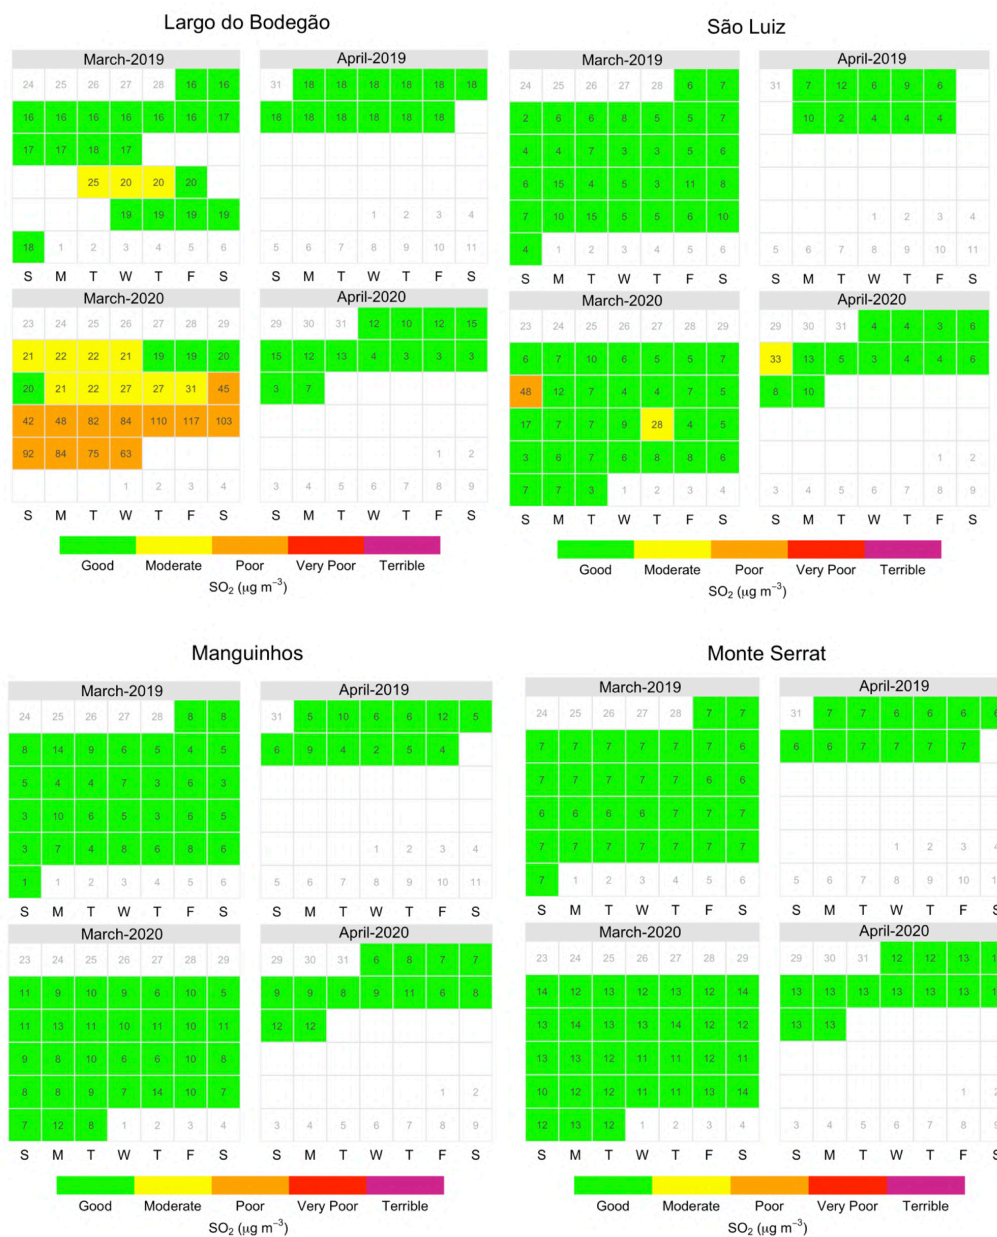 Largo do Bodegão
March-2019
24 25 26 27 28 16 16
16 16 16 16 16 16 17
17 17 18 17
25 20 20 20
19 19 19 19
18 1 2 3 4 5 6
S M T W T F S
April-2019
31 18 18 18 18 18 18
18 18 18 18 18 18
1 2 3 4
5 6 7 8 9 10 11
S M T W T F S
March-2020
23 24 25 26 27 28 29
21 22 22 21 19 19 20
20 21 22 27 27 31 45
42 48 82 84 110 117 103
92 84 75 63
1 2 3 4
S M T W T F S
April-2020
29 30 31 12 10 12 15
15 12 13 4 3 3 3
3 7
1 2
3 4 5 6 7 8 9
S M T W T F S
Good Moderate Poor Very Poor Terrible
SO₂ (μg m⁻³)
São Luiz
March-2019
24 25 26 27 28 6 7
2 6 6 8 5 5 7
4 4 7 3 3 5 6
6 15 4 5 3 11 8
7 10 15 5 5 6 10
4 1 2 3 4 5 6
S M T W T F S
April-2019
31 7 12 6 9 6
10 2 4 4 4
1 2 3 4
5 6 7 8 9 10 11
S M T W T F S
March-2020
23 24 25 26 27 28 29
6 7 10 6 5 5 7
48 12 7 4 4 7 5
17 7 7 9 28 4 5
3 6 7 6 8 8 6
7 7 3 1 2 3 4
S M T W T F S
April-2020
29 30 31 4 4 3 6
33 13 5 3 4 4 6
8 10
1 2
3 4 5 6 7 8 9
S M T W T F S
Good Moderate Poor Very Poor Terrible
SO₂ (μg m⁻³)
Manguinhos
March-2019
24 25 26 27 28 8 8
8 14 9 6 5 4 5
5 4 4 7 3 6 3
3 10 6 5 3 6 5
3 7 4 8 6 8 6
1 1 2 3 4 5 6
S M T W T F S
April-2019
31 5 10 6 6 12 5
6 9 4 2 5 4
1 2 3 4
5 6 7 8 9 10 11
S M T W T F S
March-2020
23 24 25 26 27 28 29
11 9 10 9 6 10 5
11 13 11 10 11 10 11
9 8 10 6 6 10 8
8 8 9 7 14 10 7
7 12 8 1 2 3 4
S M T W T F S
April-2020
29 30 31 6 8 7 7
9 9 8 9 11 6 8
12 12
1 2
3 4 5 6 7 8 9
S M T W T F S
Good Moderate Poor Very Poor Terrible
SO₂ (μg m⁻³)
Monte Serrat
March-2019
24 25 26 27 28 7 7
7 7 7 7 7 7 6
7 7 7 7 7 6 6
6 6 6 6 7 7 7
7 7 7 7 7 7 7
7 1 2 3 4 5 6
S M T W T F S
April-2019
31 7 7 6 6 6
6 6 7 7 7 7
1 2 3
5 6 7 8 9 10
S M T W T F S
March-2020
23 24 25 26 27 28 29
14 12 13 12 13 12 14
13 14 13 13 14 12 12
13 13 12 11 11 12 11
10 12 12 11 11 13 14
12 13 12 1 2 3 4
S M T W T F S
April-2020
29 30 31 12 12 13
13 13 13 13 13 13
13 13
1
3 4 5 6 7 8
S M T W T F S
Good Moderate Poor Very Poor Terrible
SO₂ (μg m⁻³)